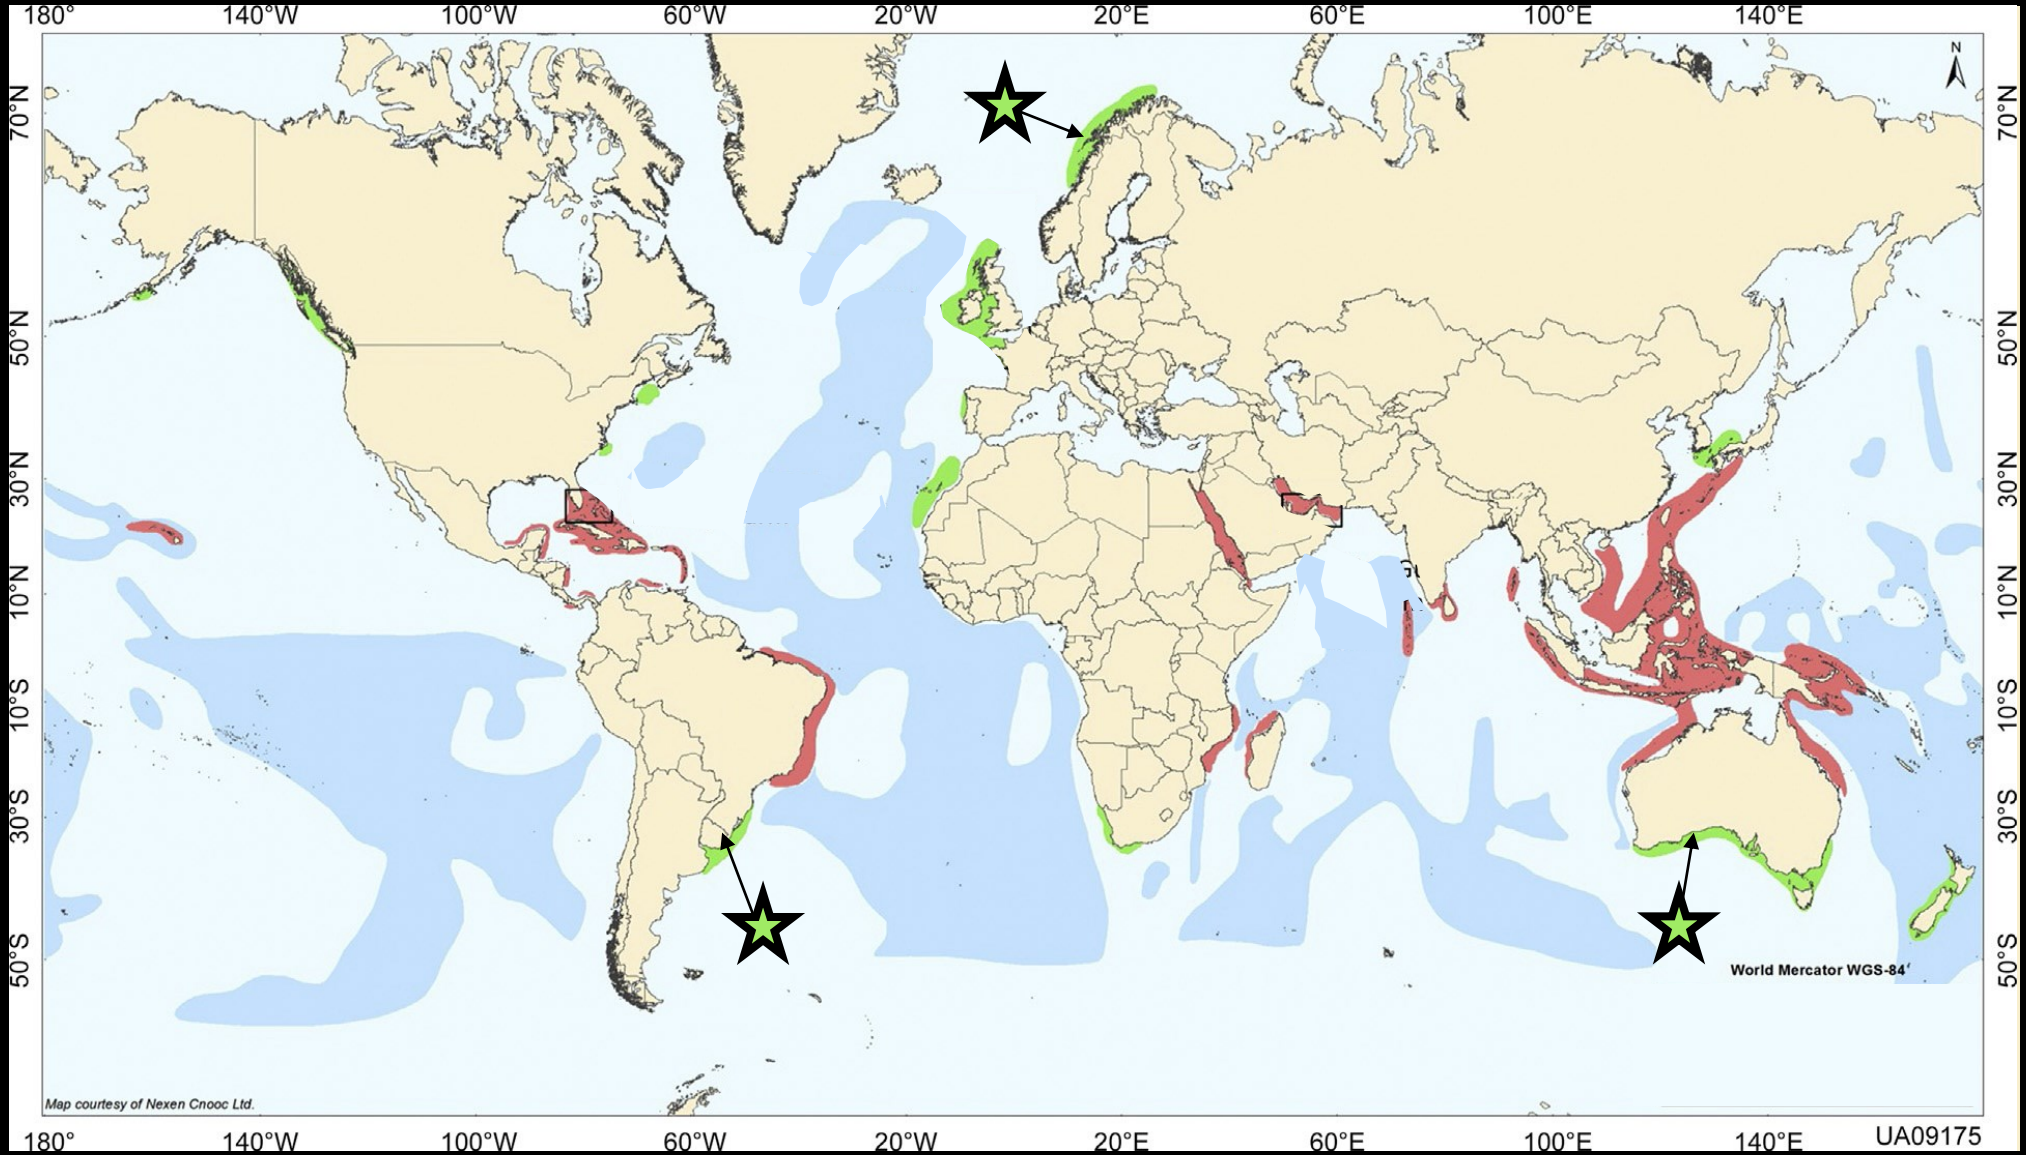 180° 140°W 100°W 60°W 20°W 20°E 60°E 100°E 140°E
N
70°N 70°N
50°N 50°N
30°N 30°N
10°N 10°N
10°S 10°S
30°S 30°S
50°S 50°S
World Mercator WGS-84
Map courtesy of Nexen Cnooc Ltd.
UA09175
180° 140°W 100°W 60°W 20°W 20°E 60°E 100°E 140°E